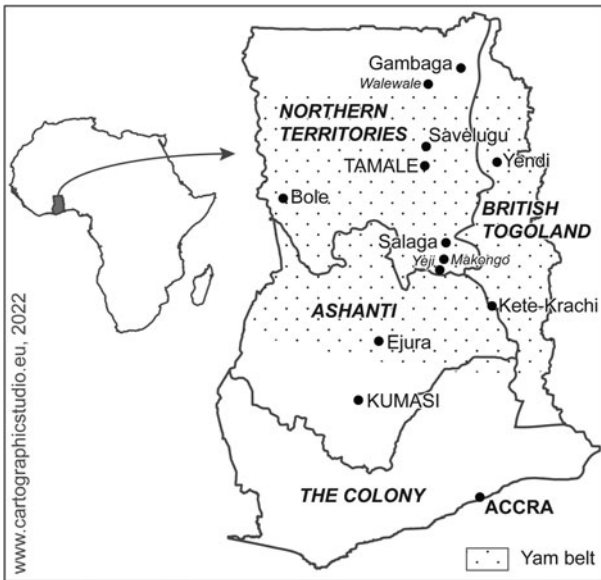 Gambaga
Walewale
NORTHERN
TERRITORIES
Savelugu
TAMALE
Yendi
Bole
BRITISH
TOGOLAND
Salaga
Yeji
Makongo
Kete-Krachi
ASHANTI
Ejura
KUMASI
THE COLONY
ACCRA
Yam belt
www.cartographicstudio.eu, 2022